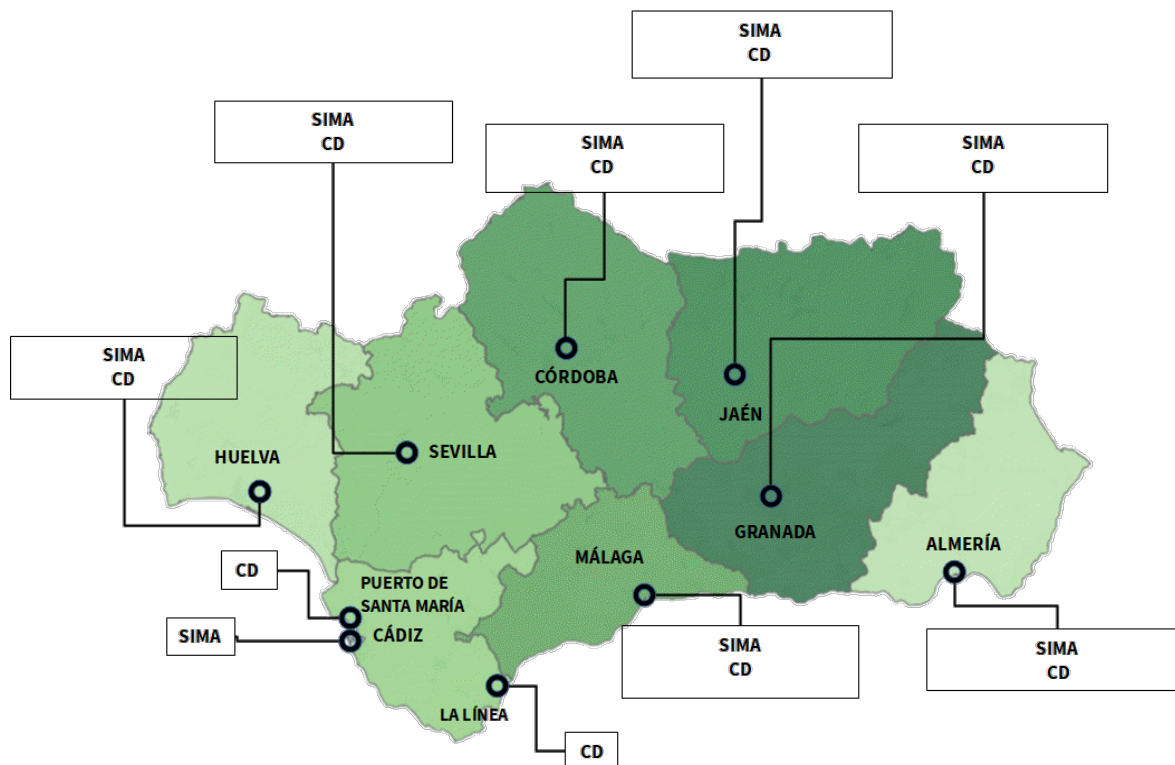 SIMA
CD
SIMA
CD
SIMA
CD
SIMA
CD
SIMA
CD
CÓRDOBA
JAÉN
HUELVA
SEVILLA
GRANADA
ALMERÍA
MÁLAGA
CD
PUERTO DE
SANTA MARÍA
SIMA
CÁDIZ
SIMA
CD
SIMA
CD
LA LÍNEA
CD